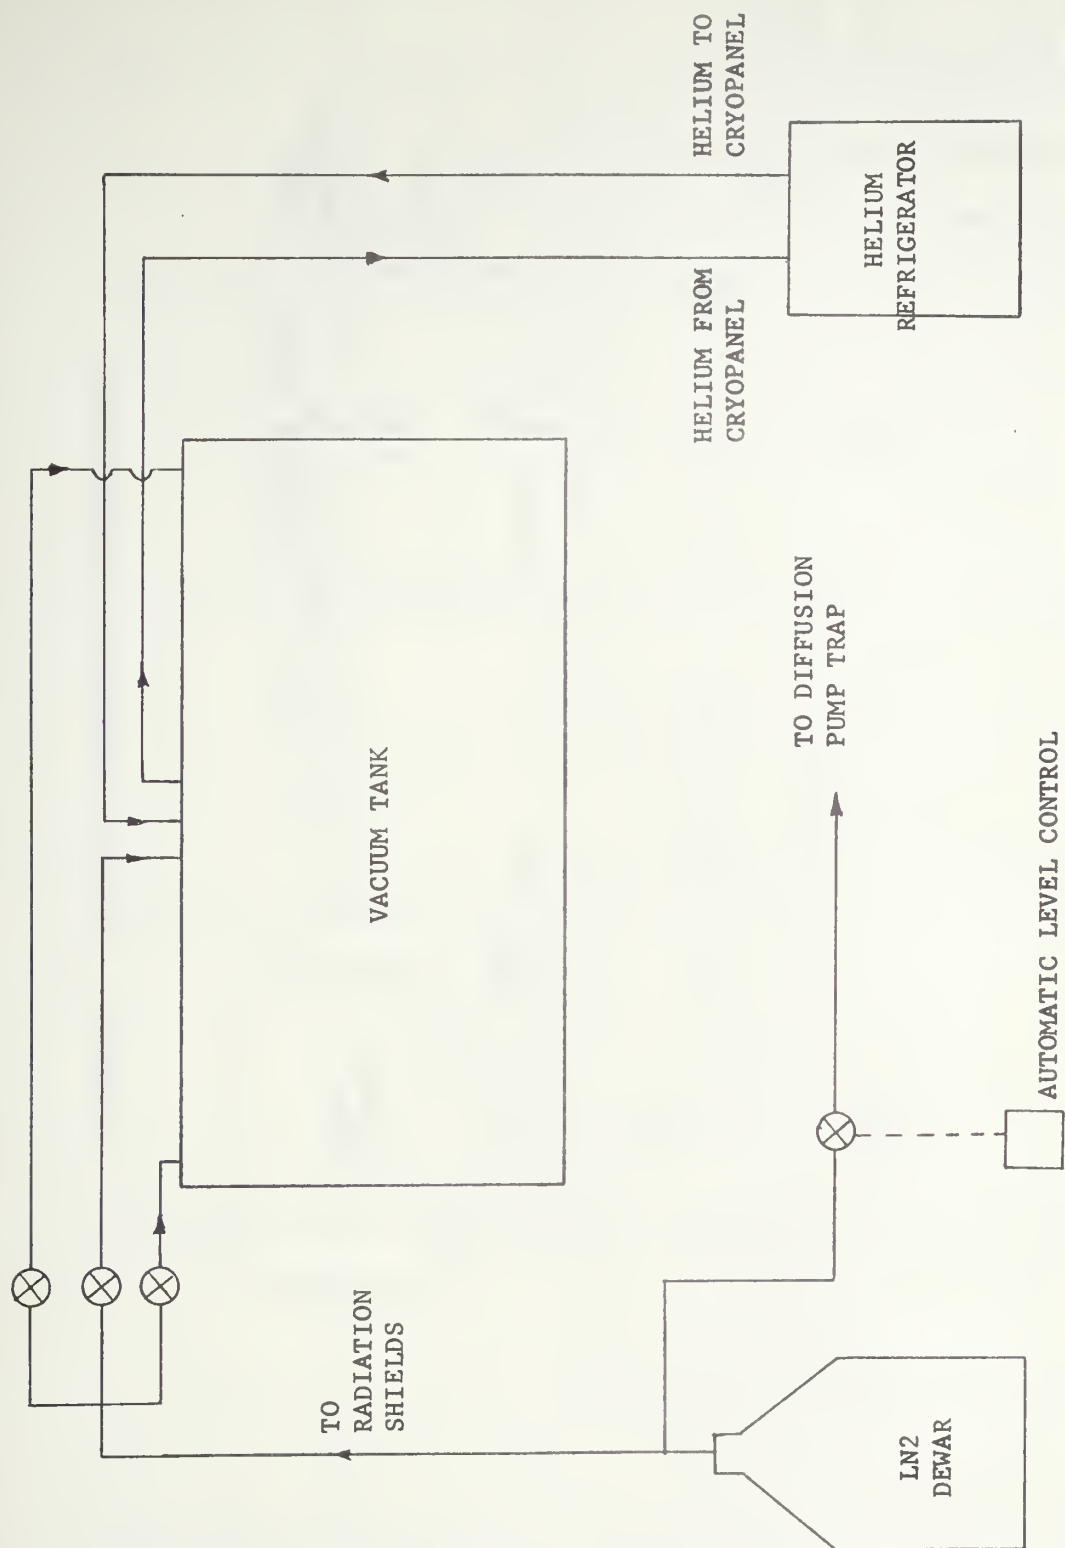 TO
RADIATION
SHIELDS
VACUUM TANK
HELIUM FROM
CRYOPANEL
HELIUM TO
CRYOPANEL
TO DIFFUSION
PUMP TRAP
HELIUM
REFRIGERATOR
LN2
DEWAR
AUTOMATIC LEVEL CONTROL